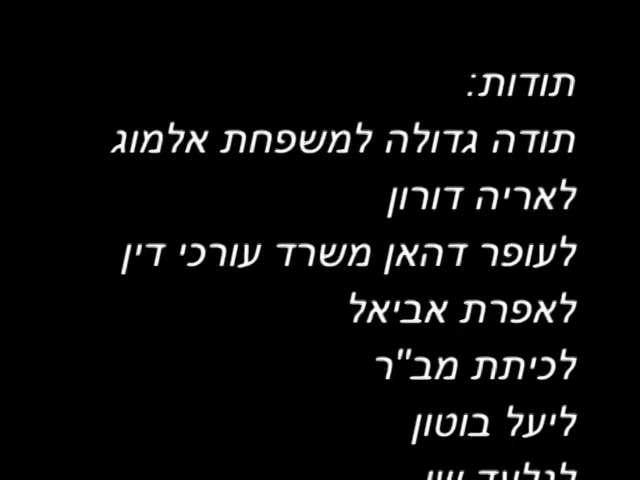 תודות:
תודה גדולה למשפחת אלמוג
לאריה דורון
לעופר דהאן משרד עורכי דין
לאפרת אביאל
לכיתת מב"ר
ליעל בוטון